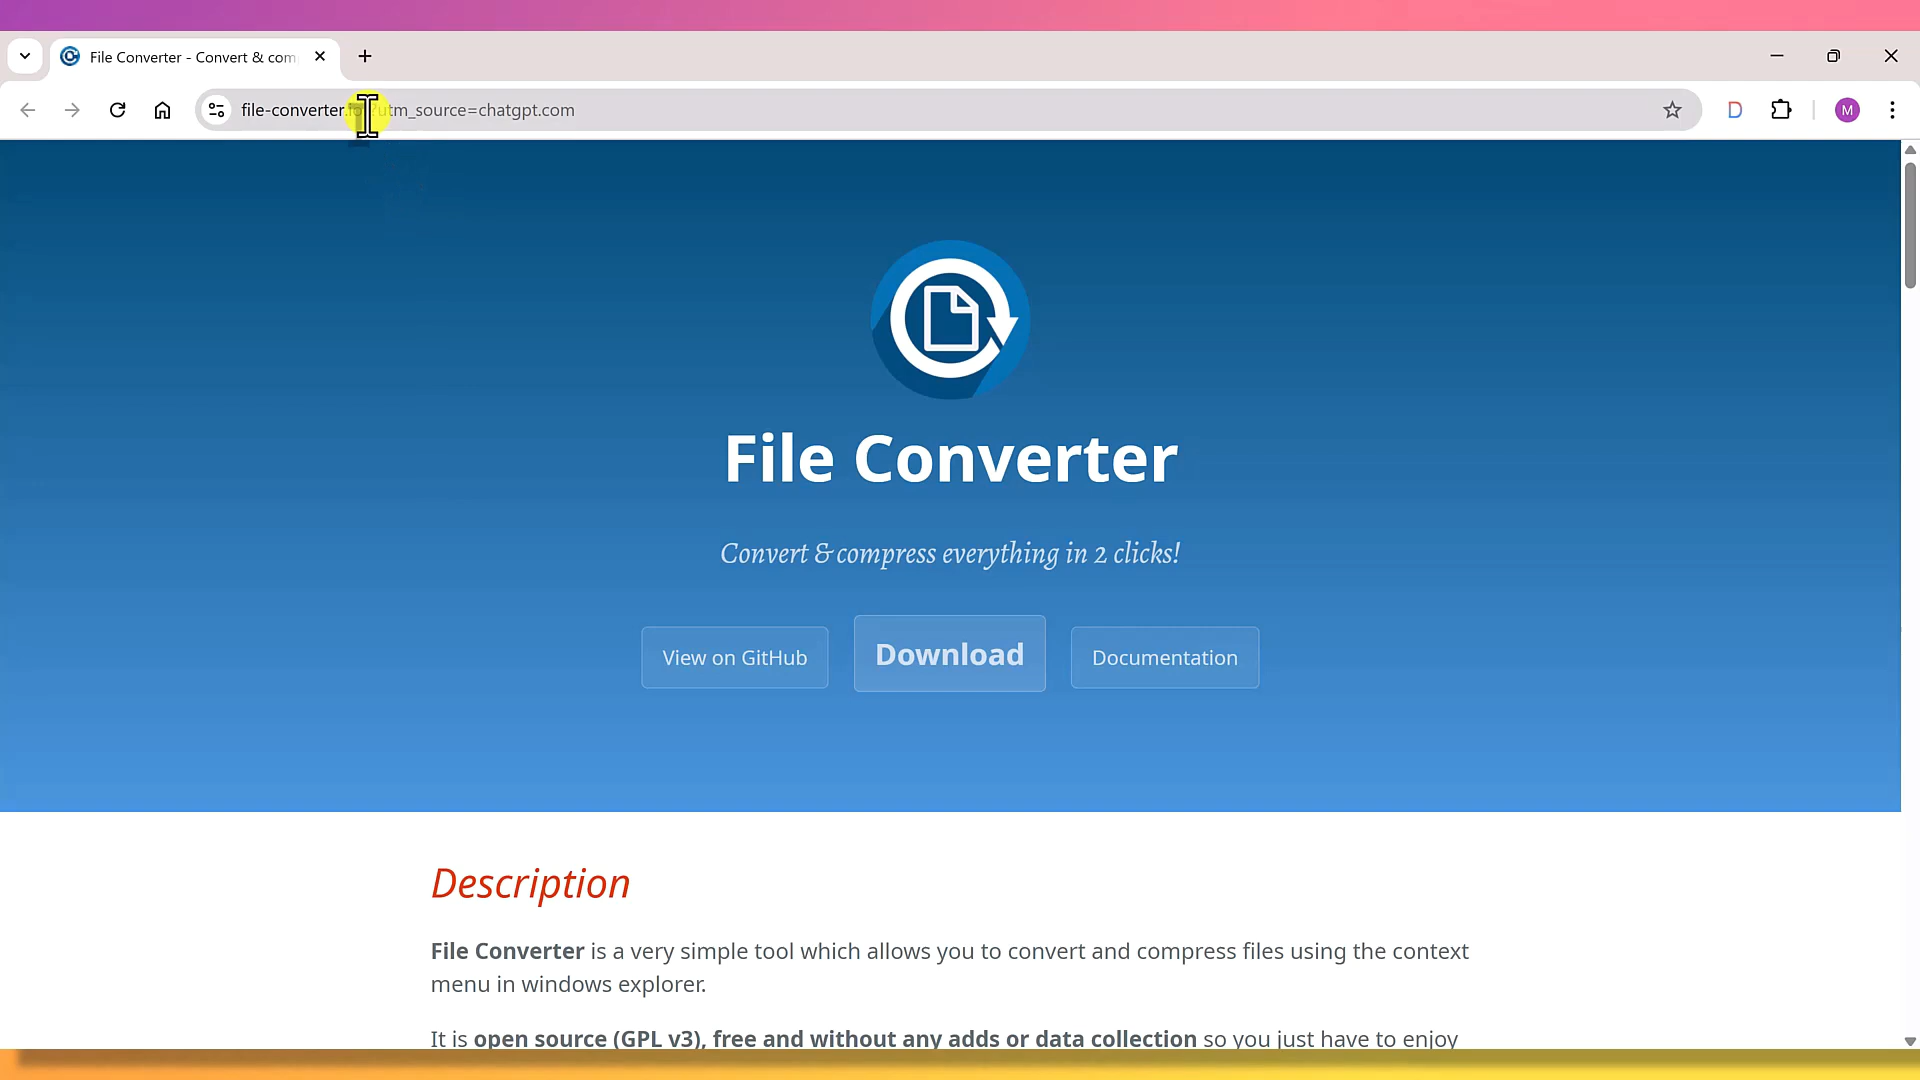 File Converter - Convert & com
file-converter.io/?utm_source=chatgpt.com
D
M
File Converter
Convert & compress everything in 2 clicks!
View on GitHub
Download
Documentation
Description
File Converter is a very simple tool which allows you to convert and compress files using the context
menu in windows explorer.
It is open source (GPL v3), free and without any adds or data collection so you just have to enjoy